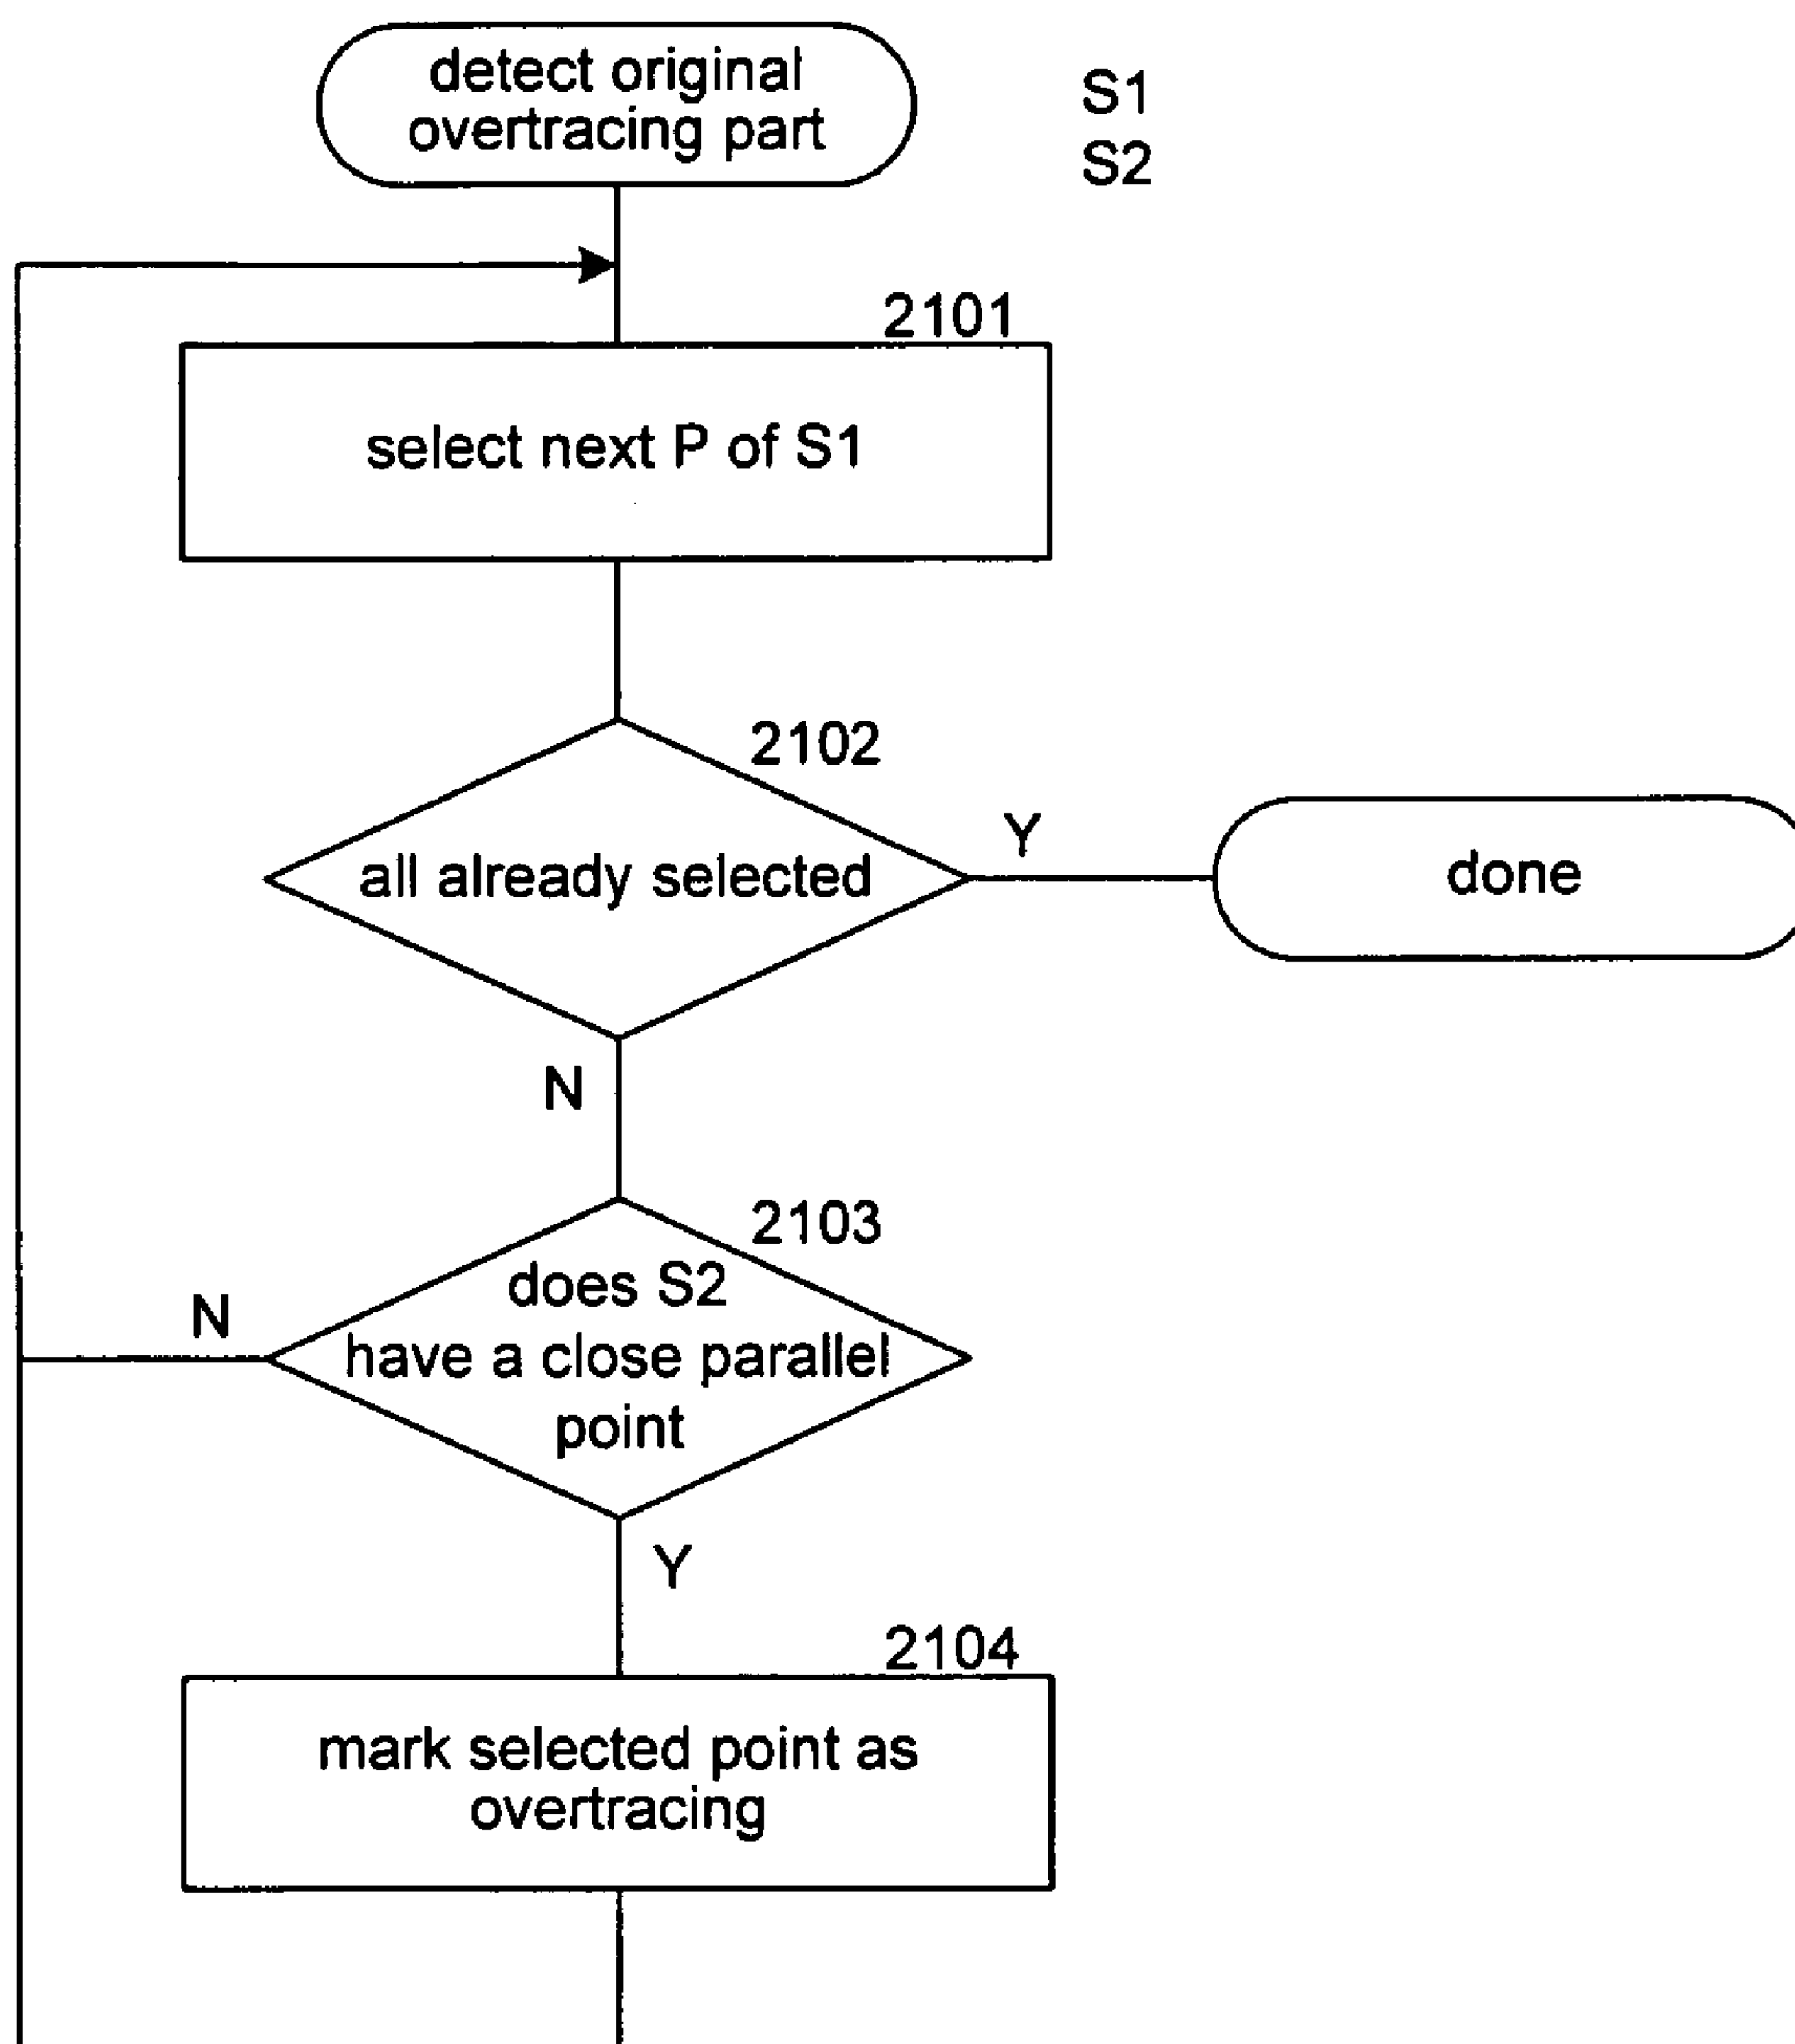 detect original
overtracing part
S1
S2
2101
select next P of S1
2102
all already selected
Y
done
N
2103
does S2
have a close parallel
point
N
Y
2104
mark selected point as
overtracing